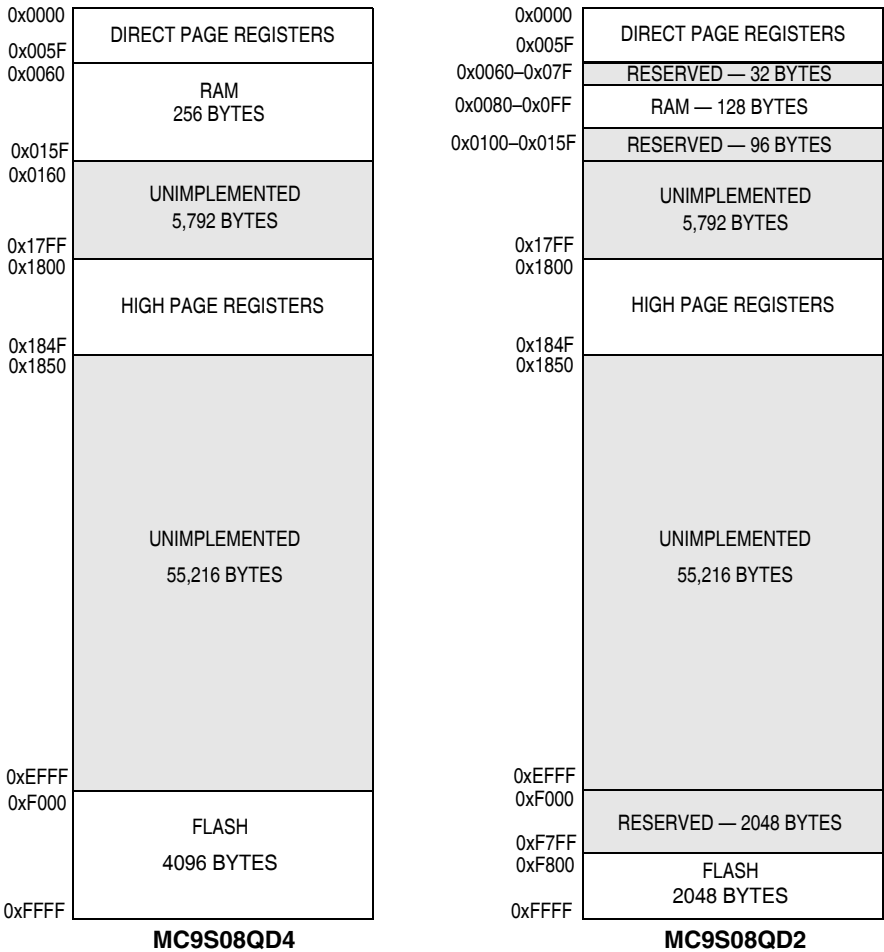 0x0000
DIRECT PAGE REGISTERS
0x005F
0x0060
RAM
256 BYTES
0x015F
0x0160
UNIMPLEMENTED
5,792 BYTES
0x17FF
0x1800
HIGH PAGE REGISTERS
0x184F
0x1850
UNIMPLEMENTED
55,216 BYTES
0xEFFF
0xF000
FLASH
4096 BYTES
0xFFFF
MC9S08QD4
0x0000
DIRECT PAGE REGISTERS
0x005F
0x0060–0x07F
RESERVED — 32 BYTES
0x0080–0x0FF
RAM — 128 BYTES
0x0100–0x015F
RESERVED — 96 BYTES
UNIMPLEMENTED
5,792 BYTES
0x17FF
0x1800
HIGH PAGE REGISTERS
0x184F
0x1850
UNIMPLEMENTED
55,216 BYTES
0xEFFF
0xF000
RESERVED — 2048 BYTES
0xF7FF
0xF800
FLASH
2048 BYTES
0xFFFF
MC9S08QD2